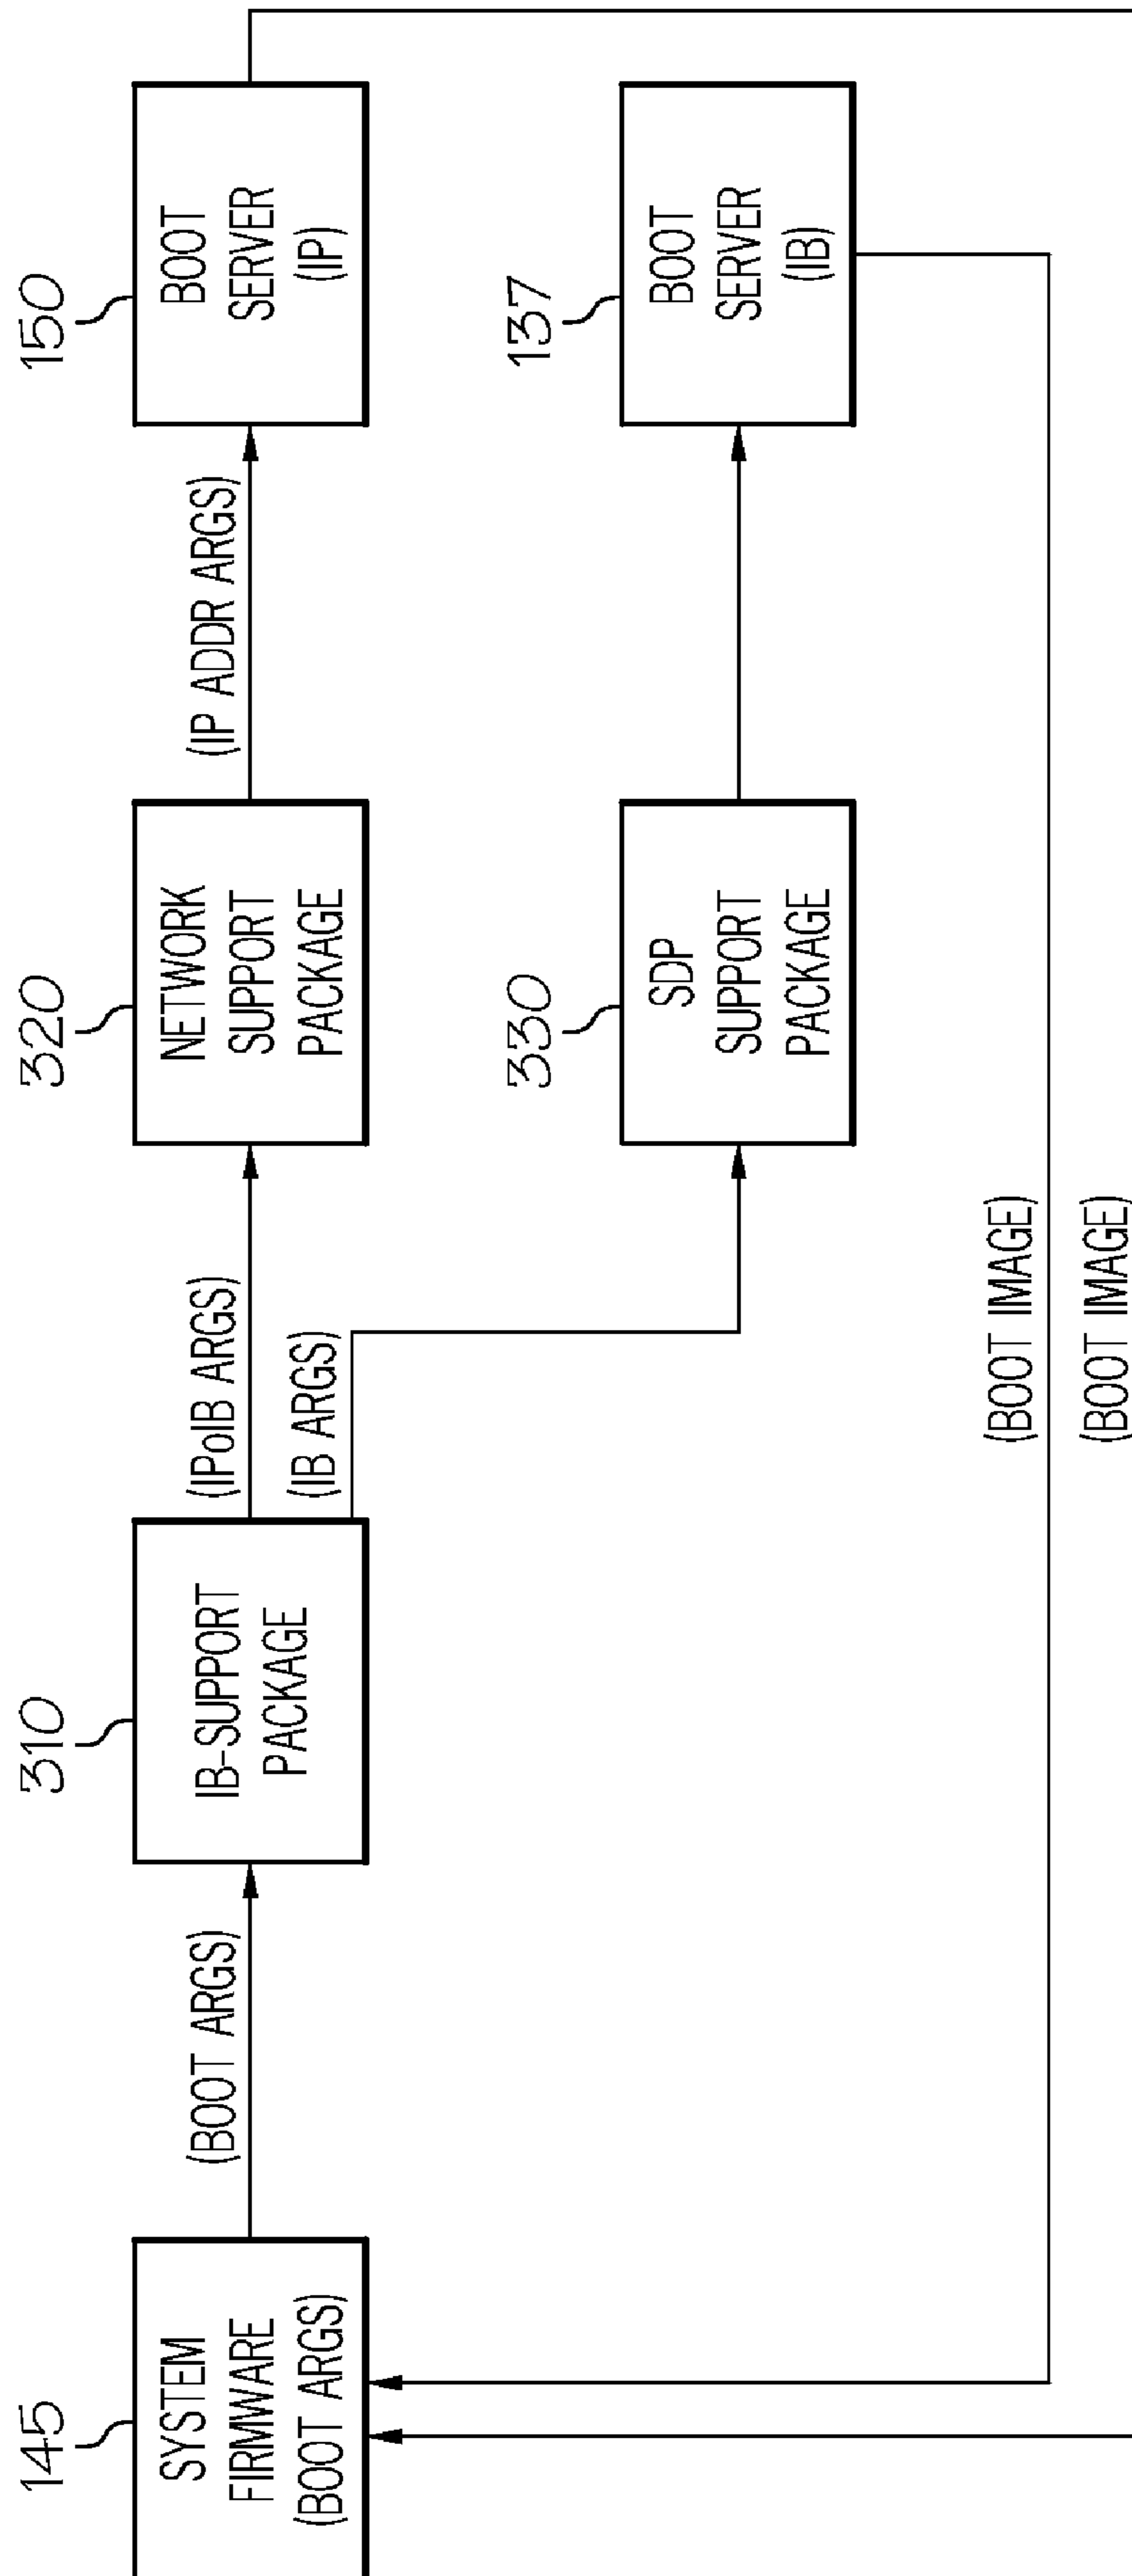 145
SYSTEM
FIRMWARE
(BOOT ARGS)
(BOOT ARGS)
310
IB-SUPPORT
PACKAGE
(IPoIB ARGS)
(IB ARGS)
320
NETWORK
SUPPORT
PACKAGE
(IP ADDR ARGS)
150
BOOT
SERVER
(IP)
330
SDP
SUPPORT
PACKAGE
137
BOOT
SERVER
(IB)
(BOOT IMAGE)
(BOOT IMAGE)